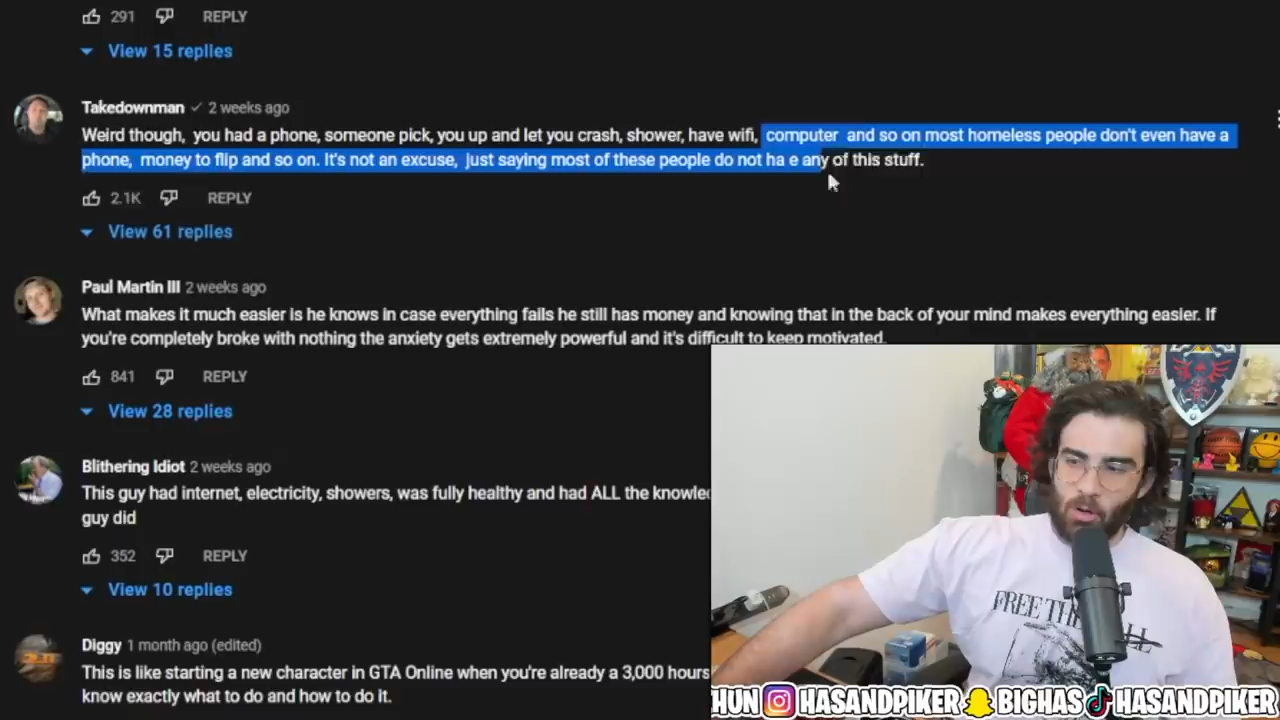 291 REPLY
View 15 replies
Takedownman 2 weeks ago
Weird though,  you had a phone, someone pick, you up and let you crash, shower, have wifi,  computer  and so on most homeless people don't even have a
phone,  money to flip and so on. It's not an excuse,  just saying most of these people do not ha e any of this stuff.
2.1K REPLY
View 61 replies
Paul Martin III 2 weeks ago
What makes it much easier is he knows in case everything fails he still has money and knowing that in the back of your mind makes everything easier. If
you're completely broke with nothing the anxiety gets extremely powerful and it's difficult to keep motivated.
841 REPLY
View 28 replies
Blithering Idiot 2 weeks ago
This guy had internet, electricity, showers, was fully healthy and had ALL the
guy did
352 REPLY
View 10 replies
Diggy 1 month ago (edited)
This is like starting a new character in GTA Online when you're already a 3,000 hours
know exactly what to do and how to do it.
FREE
HUN HASANDPIKER BIGHAS HASANDPIKER